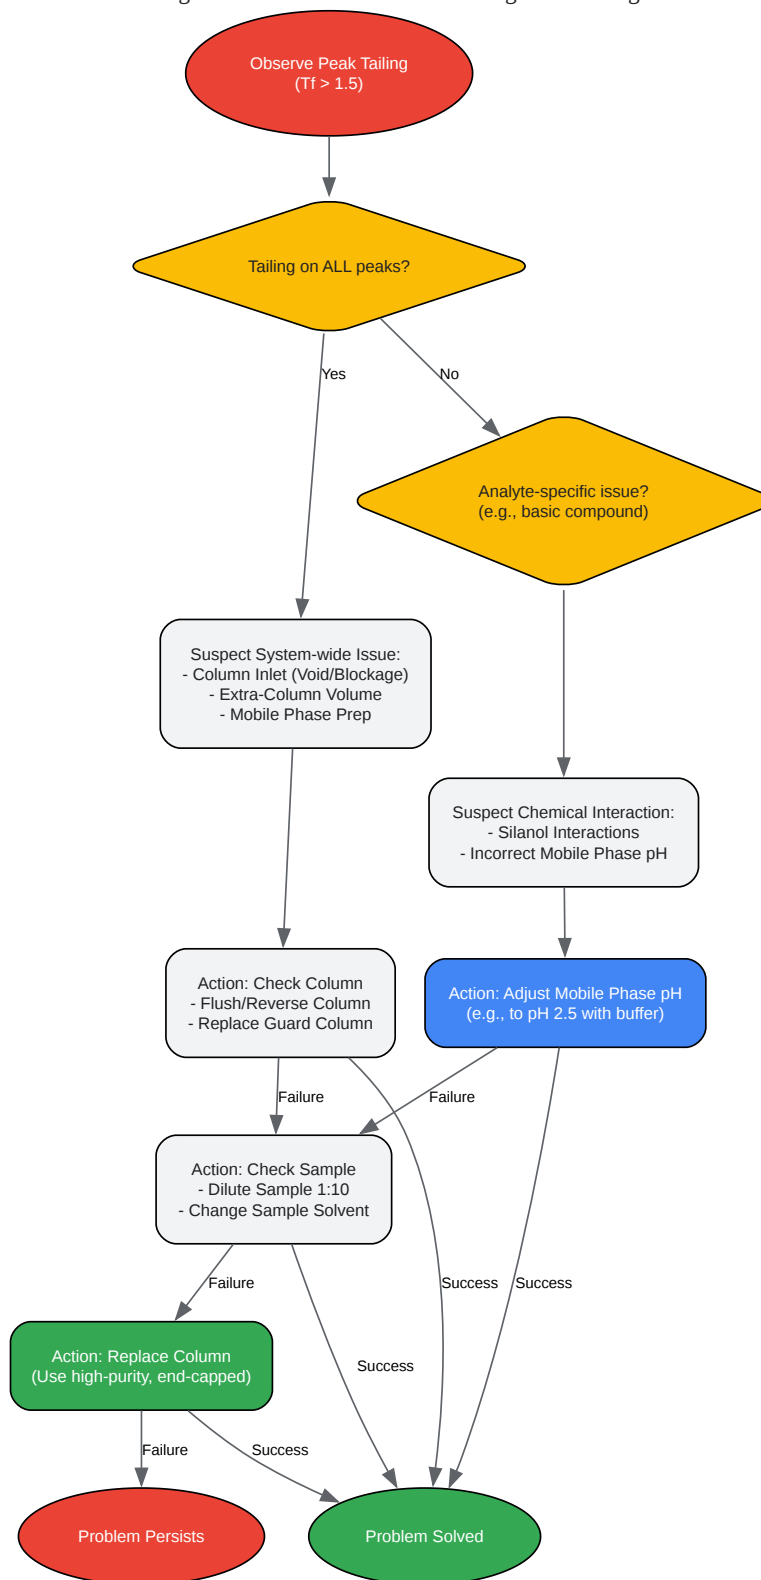 Observe Peak Tailing
(Tf > 1.5)
Tailing on ALL peaks?
Yes
No
Analyte-specific issue?
(e.g., basic compound)
Suspect System-wide Issue:
- Column Inlet (Void/Blockage)
- Extra-Column Volume
- Mobile Phase Prep
Suspect Chemical Interaction:
- Silanol Interactions
- Incorrect Mobile Phase pH
Action: Check Column
- Flush/Reverse Column
- Replace Guard Column
Action: Adjust Mobile Phase pH
(e.g., to pH 2.5 with buffer)
Failure
Failure
Action: Check Sample
- Dilute Sample 1:10
- Change Sample Solvent
Failure
Success
Success
Success
Action: Replace Column
(Use high-purity, end-capped)
Failure
Success
Problem Persists
Problem Solved